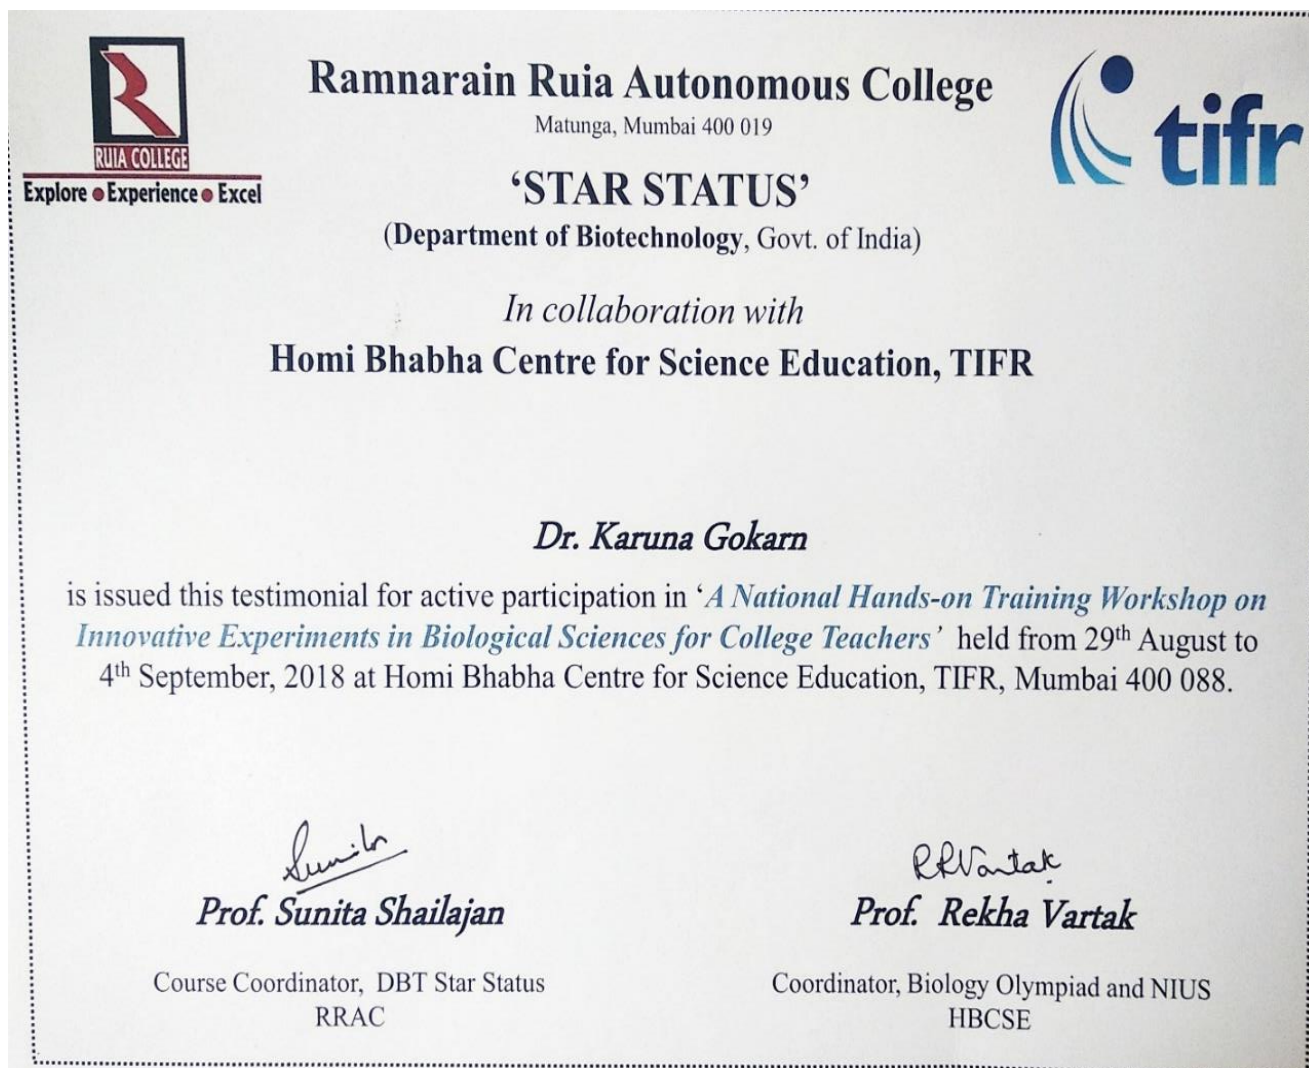 RUIA COLLEGE
Explore ● Experience ● Excel
Ramnarain Ruia Autonomous College
Matunga, Mumbai 400 019
tifr
‘STAR STATUS’
(Department of Biotechnology, Govt. of India)
In collaboration with
Homi Bhabha Centre for Science Education, TIFR
Dr. Karuna Gokarn
is issued this testimonial for active participation in ‘A National Hands-on Training Workshop on
Innovative Experiments in Biological Sciences for College Teachers’ held from 29th August to
4th September, 2018 at Homi Bhabha Centre for Science Education, TIFR, Mumbai 400 088.
Sunita
Prof. Sunita Shailajan
Course Coordinator, DBT Star Status
RRAC
RRVartak
Prof. Rekha Vartak
Coordinator, Biology Olympiad and NIUS
HBCSE